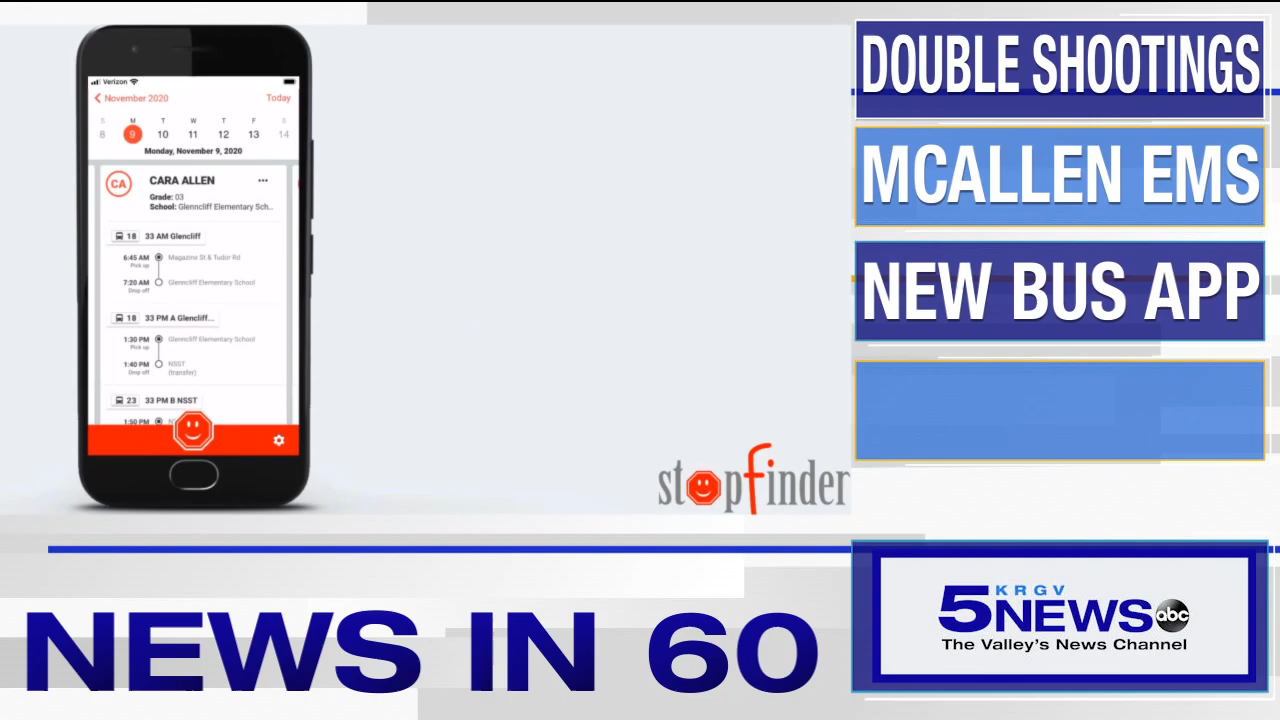 Verizon
November 2020
Today
S M T W T F S
8 9 10 11 12 13 14
Monday, November 9, 2020
CA
CARA ALLEN
Grade: 03
School: Glenncliff Elementary Sch..
18 33 AM Glencliff
6:45 AM Magazine St & Tudor Rd
Pick up
7:20 AM Glenncliff Elementary School
Drop off
18 33 PM A Glencliff...
1:30 PM Glenncliff Elementary School
Pick up
1:40 PM NSST
Drop off (transfer)
23 33 PM B NSST
1:50 PM
stopfinder
DOUBLE SHOOTINGS
MCALLEN EMS
NEW BUS APP
NEWS IN 60
KRGV
5NEWS abc
The Valley's News Channel